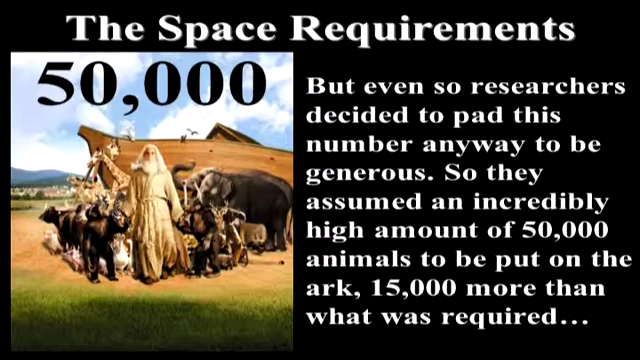 The Space Requirements
50,000
But even so researchers
decided to pad this
number anyway to be
generous. So they
assumed an incredibly
high amount of 50,000
animals to be put on the
ark, 15,000 more than
what was required...